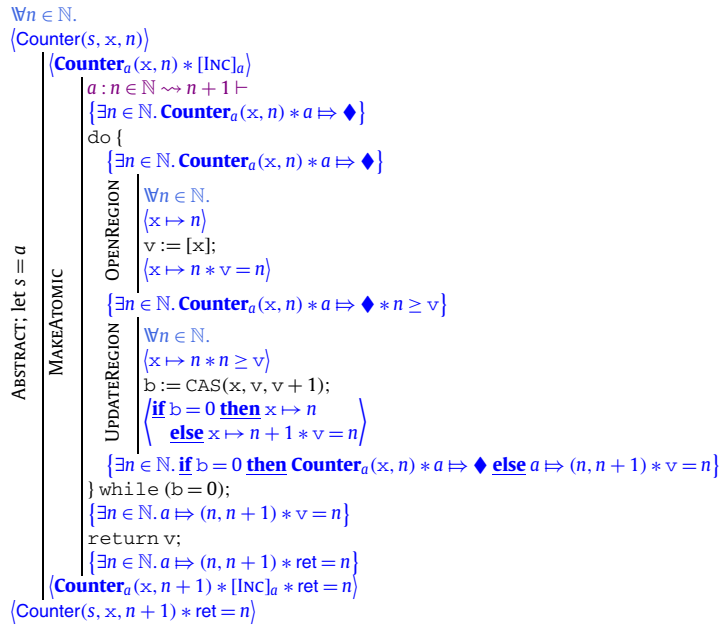 ∀n ∈ ℕ.
⟨Counter(s, x, n)⟩
ABSTRACT; let s = a
⟨Counter_a(x, n) ∗ [INC]_a⟩
MAKEATOMIC
a : n ∈ ℕ ⇝ n + 1 ⊢
{∃n ∈ ℕ. Counter_a(x, n) ∗ a ⤇ ♦}
do {
{∃n ∈ ℕ. Counter_a(x, n) ∗ a ⤇ ♦}
OPENREGION
∀n ∈ ℕ.
⟨x ↦ n⟩
v := [x];
⟨x ↦ n ∗ v = n⟩
{∃n ∈ ℕ. Counter_a(x, n) ∗ a ⤇ ♦ ∗ n ≥ v}
UPDATEREGION
∀n ∈ ℕ.
⟨x ↦ n ∗ n ≥ v⟩
b := CAS(x, v, v + 1);
⟨if b = 0 then x ↦ n
else x ↦ n + 1 ∗ v = n⟩
{∃n ∈ ℕ. if b = 0 then Counter_a(x, n) ∗ a ⤇ ♦ else a ⤇ (n, n + 1) ∗ v = n}
} while (b = 0);
{∃n ∈ ℕ. a ⤇ (n, n + 1) ∗ v = n}
return v;
{∃n ∈ ℕ. a ⤇ (n, n + 1) ∗ ret = n}
⟨Counter_a(x, n + 1) ∗ [INC]_a ∗ ret = n⟩
⟨Counter(s, x, n + 1) ∗ ret = n⟩